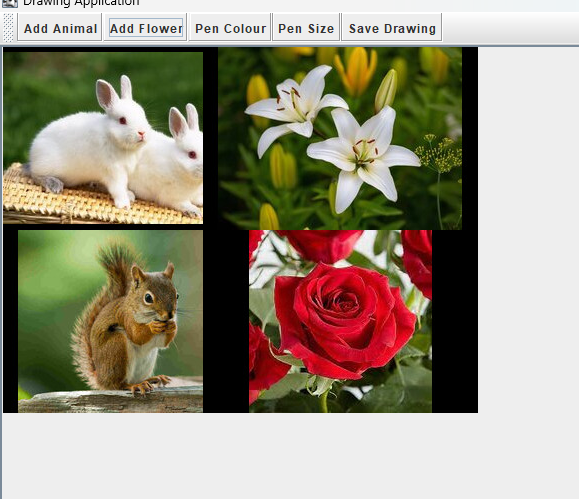 Drawing Application
Add Animal Add Flower Pen Colour Pen Size Save Drawing